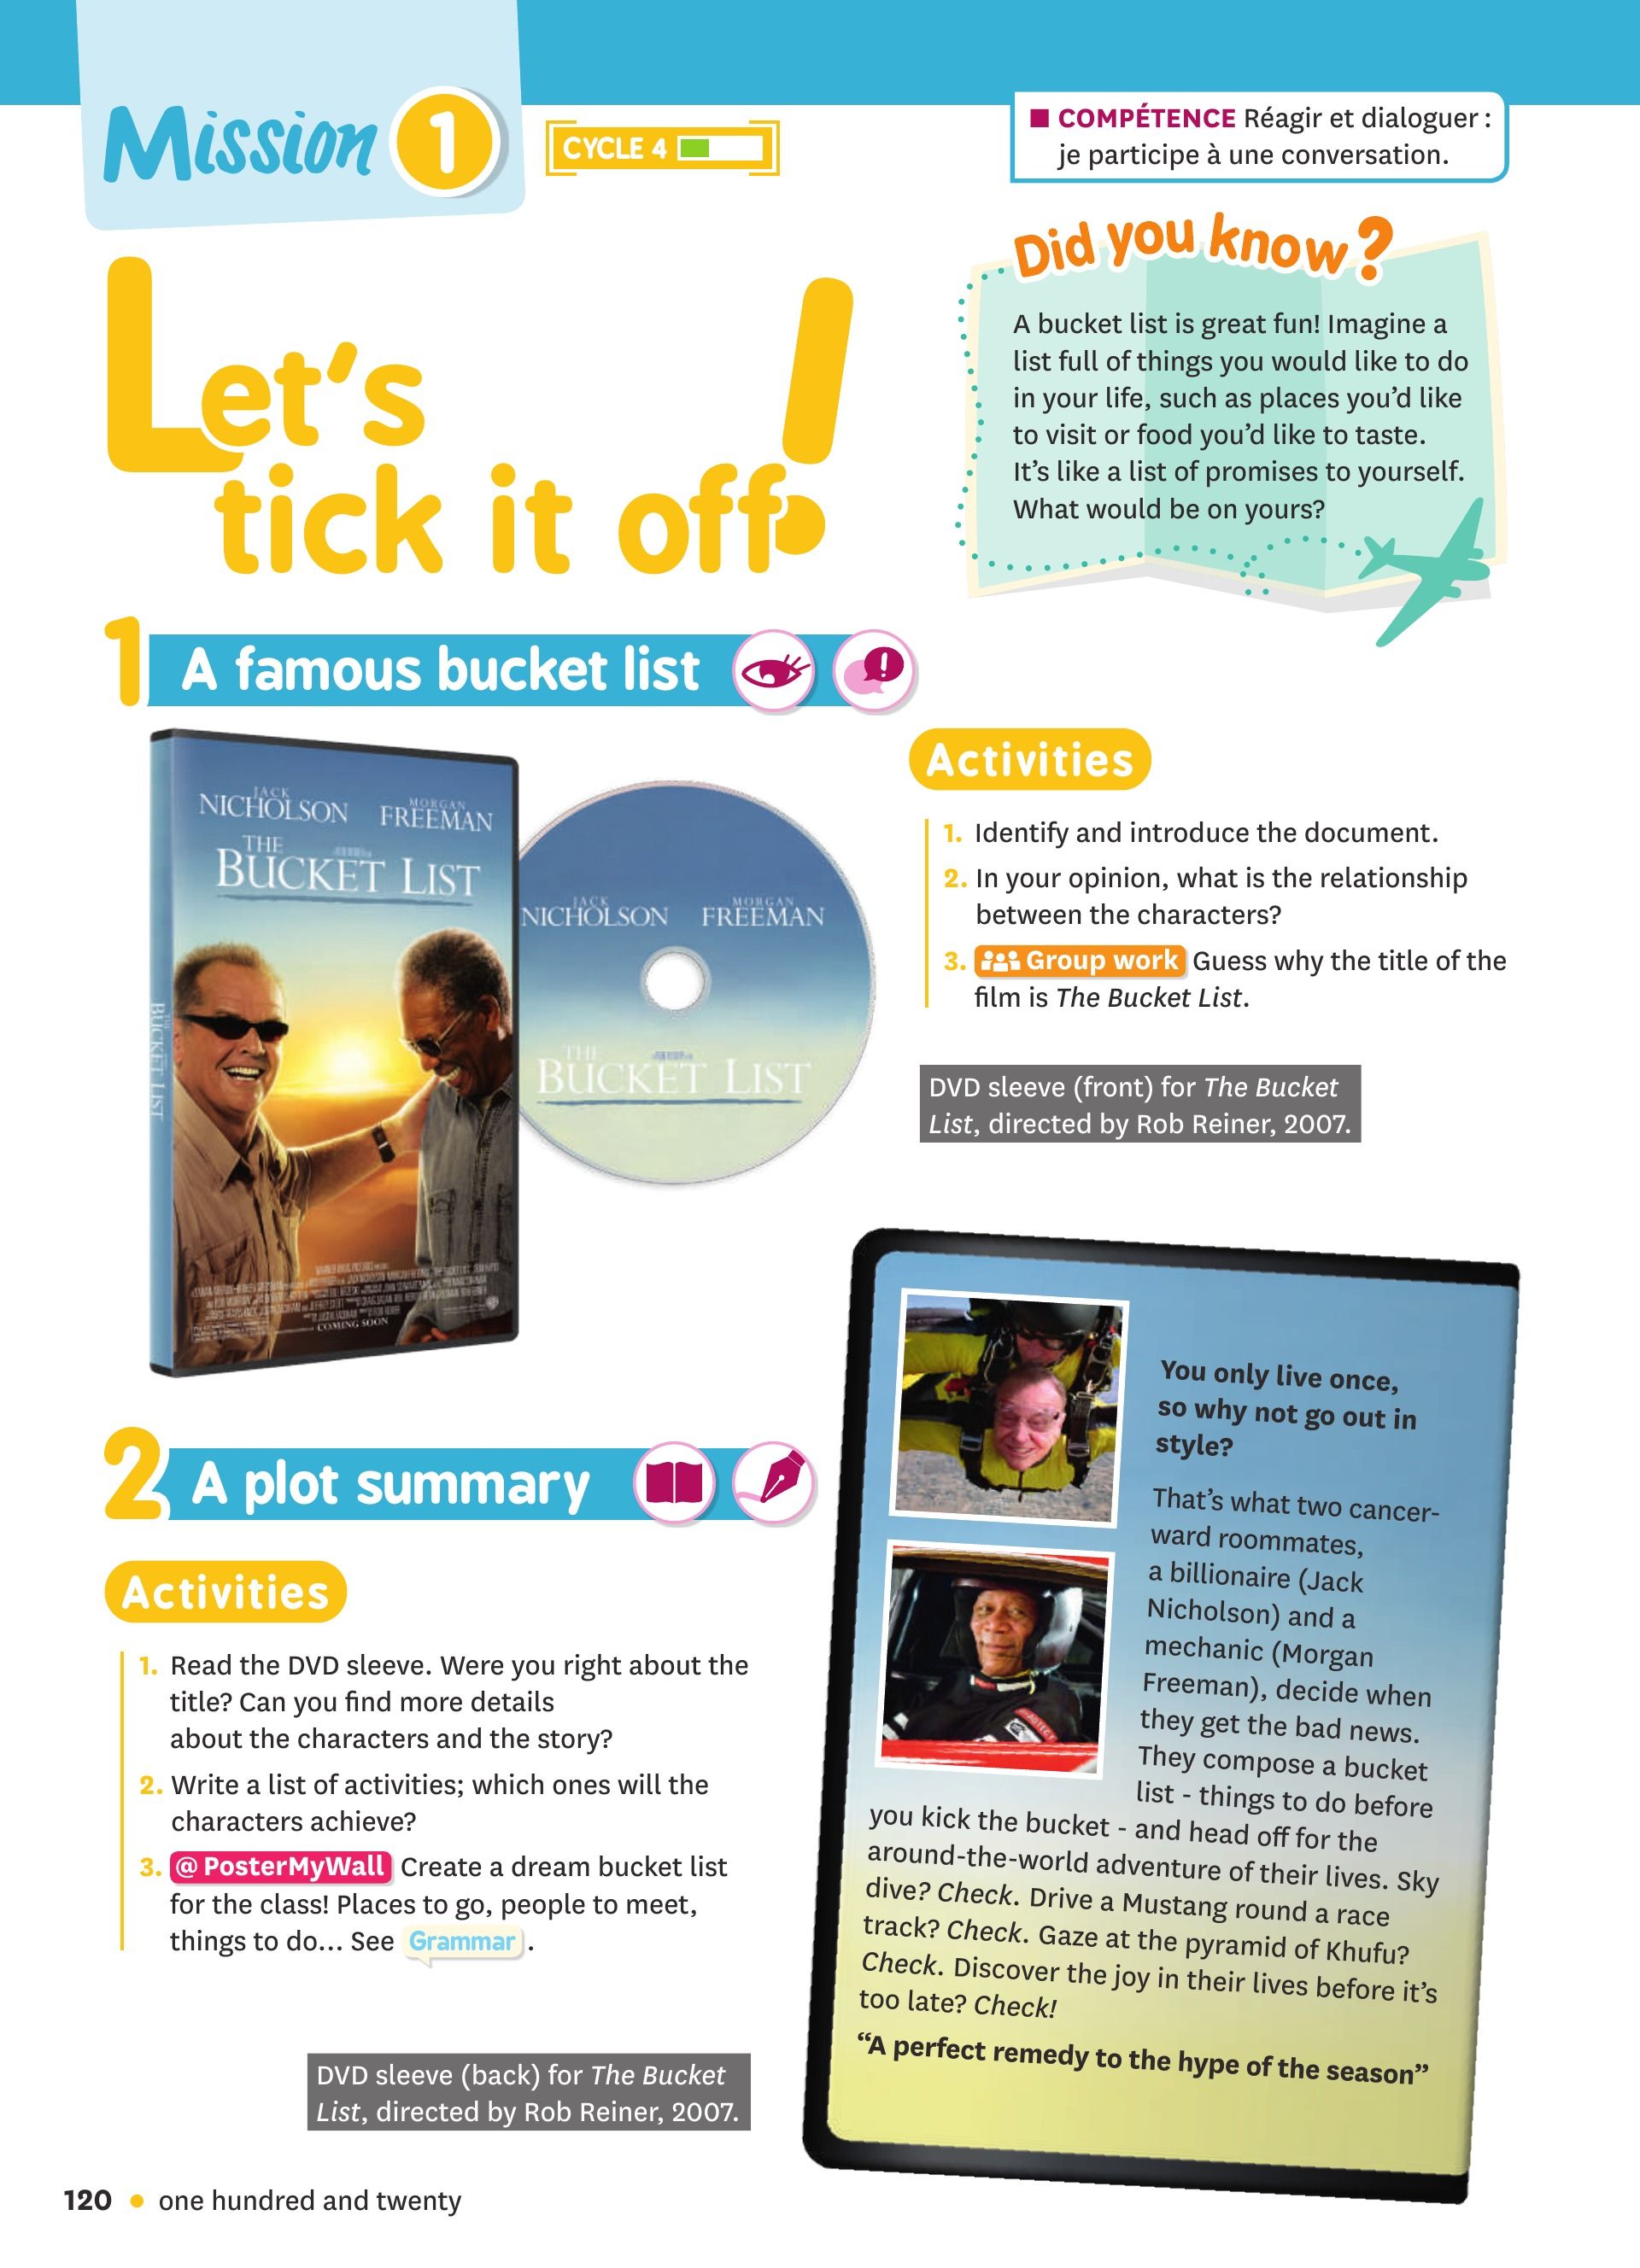 Mission 1
CYCLE 4
COMPÉTENCE Réagir et dialoguer :
je participe à une conversation.
Let's
tick it off!
Did you know?
A bucket list is great fun! Imagine a
list full of things you would like to do
in your life, such as places you'd like
to visit or food you'd like to taste.
It's like a list of promises to yourself.
What would be on yours?
1 A famous bucket list
JACK
NICHOLSON
MORGAN
FREEMAN
THE
BUCKET LIST
COMING SOON
THE
BUCKET LIST
JACK
NICHOLSON
MORGAN
FREEMAN
THE
BUCKET LIST
Activities
1. Identify and introduce the document.
2. In your opinion, what is the relationship
between the characters?
3. Group work Guess why the title of the
film is The Bucket List.
DVD sleeve (front) for The Bucket
List, directed by Rob Reiner, 2007.
2 A plot summary
Activities
1. Read the DVD sleeve. Were you right about the
title? Can you find more details
about the characters and the story?
2. Write a list of activities; which ones will the
characters achieve?
3. @ PosterMyWall Create a dream bucket list
for the class! Places to go, people to meet,
things to do... See Grammar.
DVD sleeve (back) for The Bucket
List, directed by Rob Reiner, 2007.
You only live once,
so why not go out in
style?
That's what two cancer-
ward roommates,
a billionaire (Jack
Nicholson) and a
mechanic (Morgan
Freeman), decide when
they get the bad news.
They compose a bucket
list - things to do before
you kick the bucket - and head off for the
around-the-world adventure of their lives. Sky
dive? Check. Drive a Mustang round a race
track? Check. Gaze at the pyramid of Khufu?
Check. Discover the joy in their lives before it's
too late? Check!
“A perfect remedy to the hype of the season”
120 • one hundred and twenty